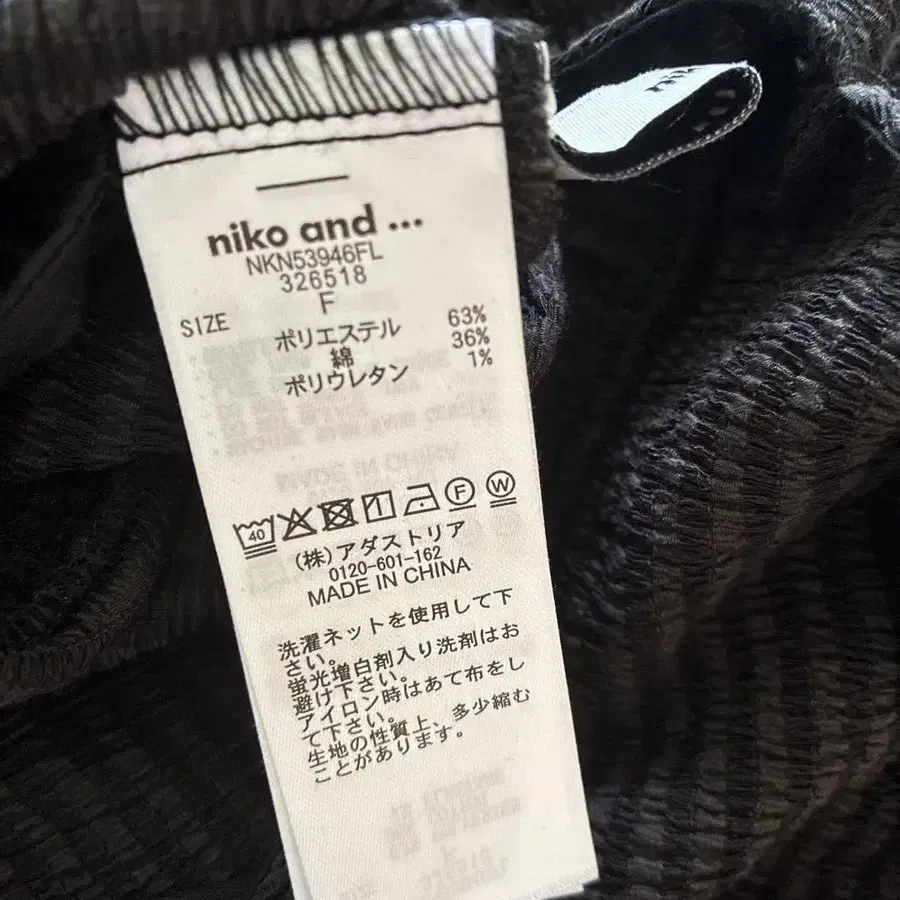 niko and ...
NKN53946FL
326518
SIZE F
ポリエステル 63%
綿 36%
ポリウレタン 1%
40 F W
(株)アダストリア
0120-601-162
MADE IN CHINA
洗濯ネットを使用して下
さい。
蛍光増白剤入り洗剤はお
避け下さい。
アイロン時はあて布をし
て下さい。
生地の性質上、多少縮む
ことがあります。